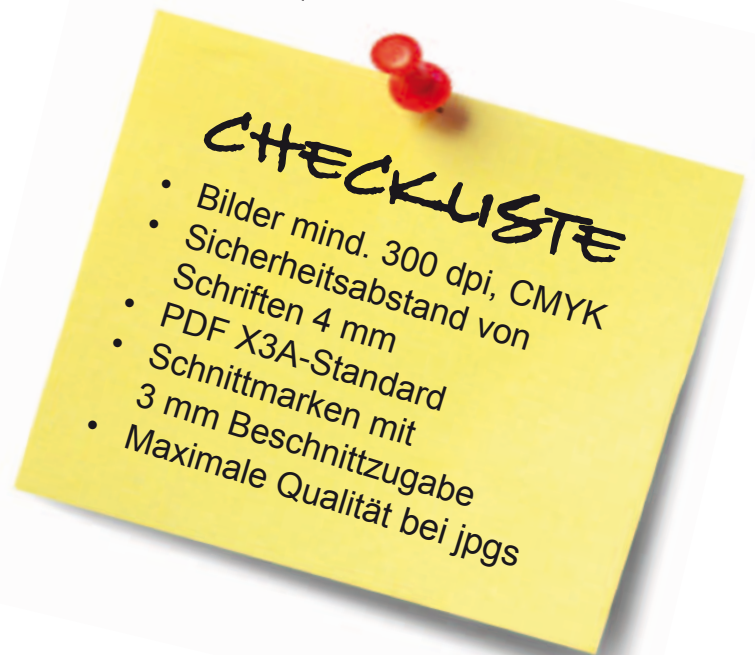 CHECKLISTE
• Bilder mind. 300 dpi, CMYK
• Sicherheitsabstand von
Schriften 4 mm
• PDF X3A-Standard
• Schnittmarken mit
3 mm Beschnittzugabe
• Maximale Qualität bei jpgs